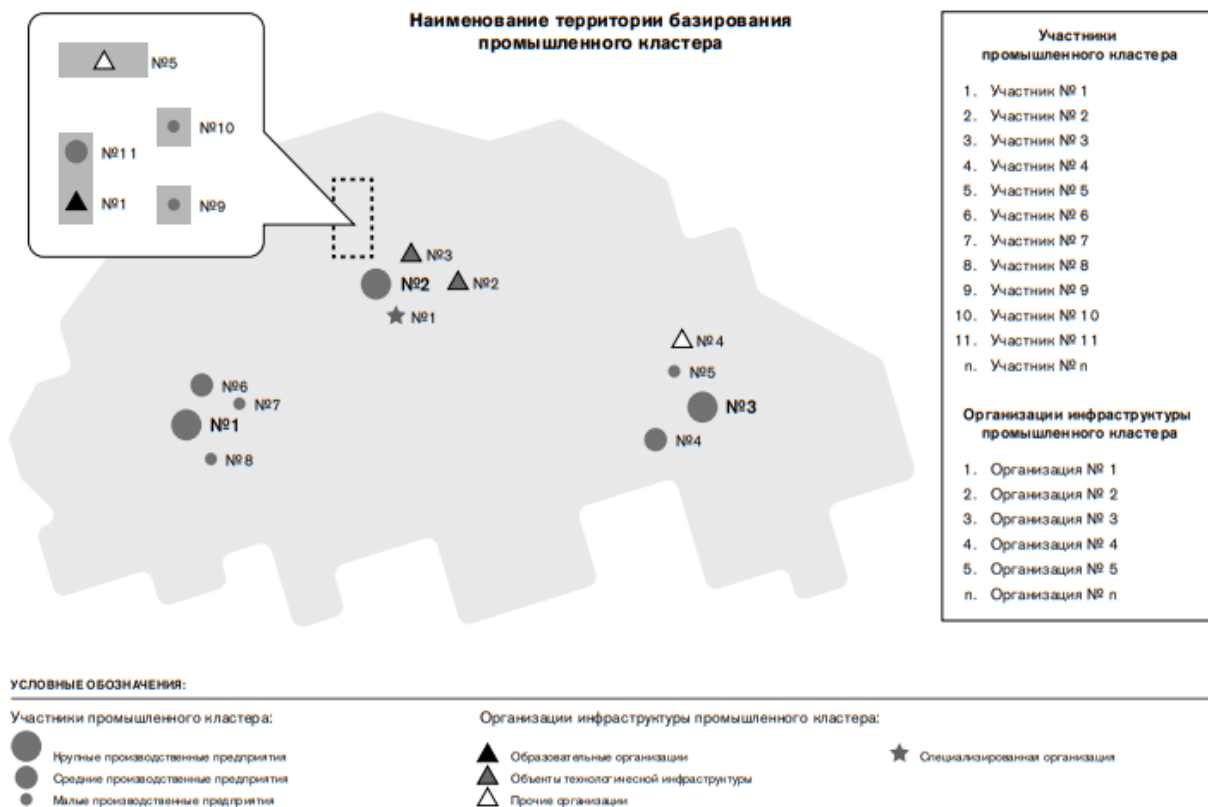 Наименование территории базирования
промышленного кластера
№5
№10
№11
№1
№9
№3
№2
№2
№1
№4
№5
№3
№4
№6
№7
№1
№8
Участники
промышленного кластера
1. Участник № 1
2. Участник № 2
3. Участник № 3
4. Участник № 4
5. Участник № 5
6. Участник № 6
7. Участник № 7
8. Участник № 8
9. Участник № 9
10. Участник № 10
11. Участник № 11
n. Участник № n
Организации инфраструктуры
промышленного кластера
1. Организация № 1
2. Организация № 2
3. Организация № 3
4. Организация № 4
5. Организация № 5
n. Организация № n
УСЛОВНЫЕ ОБОЗНАЧЕНИЯ:
Участники промышленного кластера:
Крупные производственные предприятия
Средние производственные предприятия
Малые производственные предприятия
Организации инфраструктуры промышленного кластера:
Образовательные организации
Объекты технологической инфраструктуры
Прочие организации
Специализированная организация